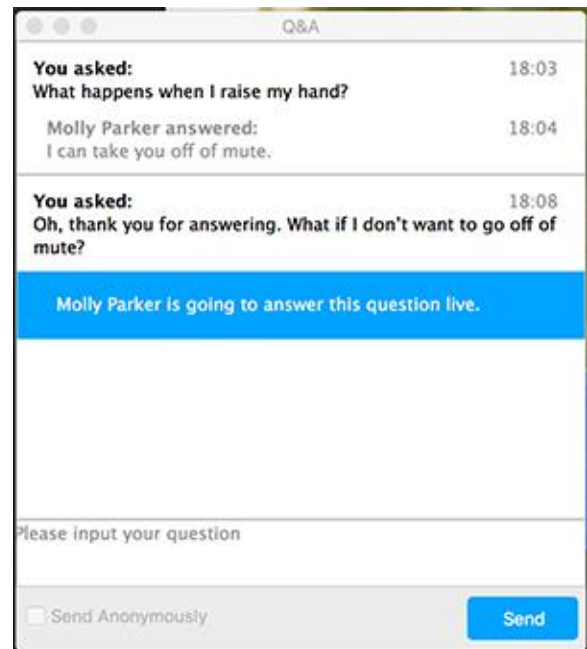 Q&A
You asked: 18:03
What happens when I raise my hand?
Molly Parker answered: 18:04
I can take you off of mute.
You asked: 18:08
Oh, thank you for answering. What if I don't want to go off of
mute?
Molly Parker is going to answer this question live.
Please input your question
Send Anonymously
Send